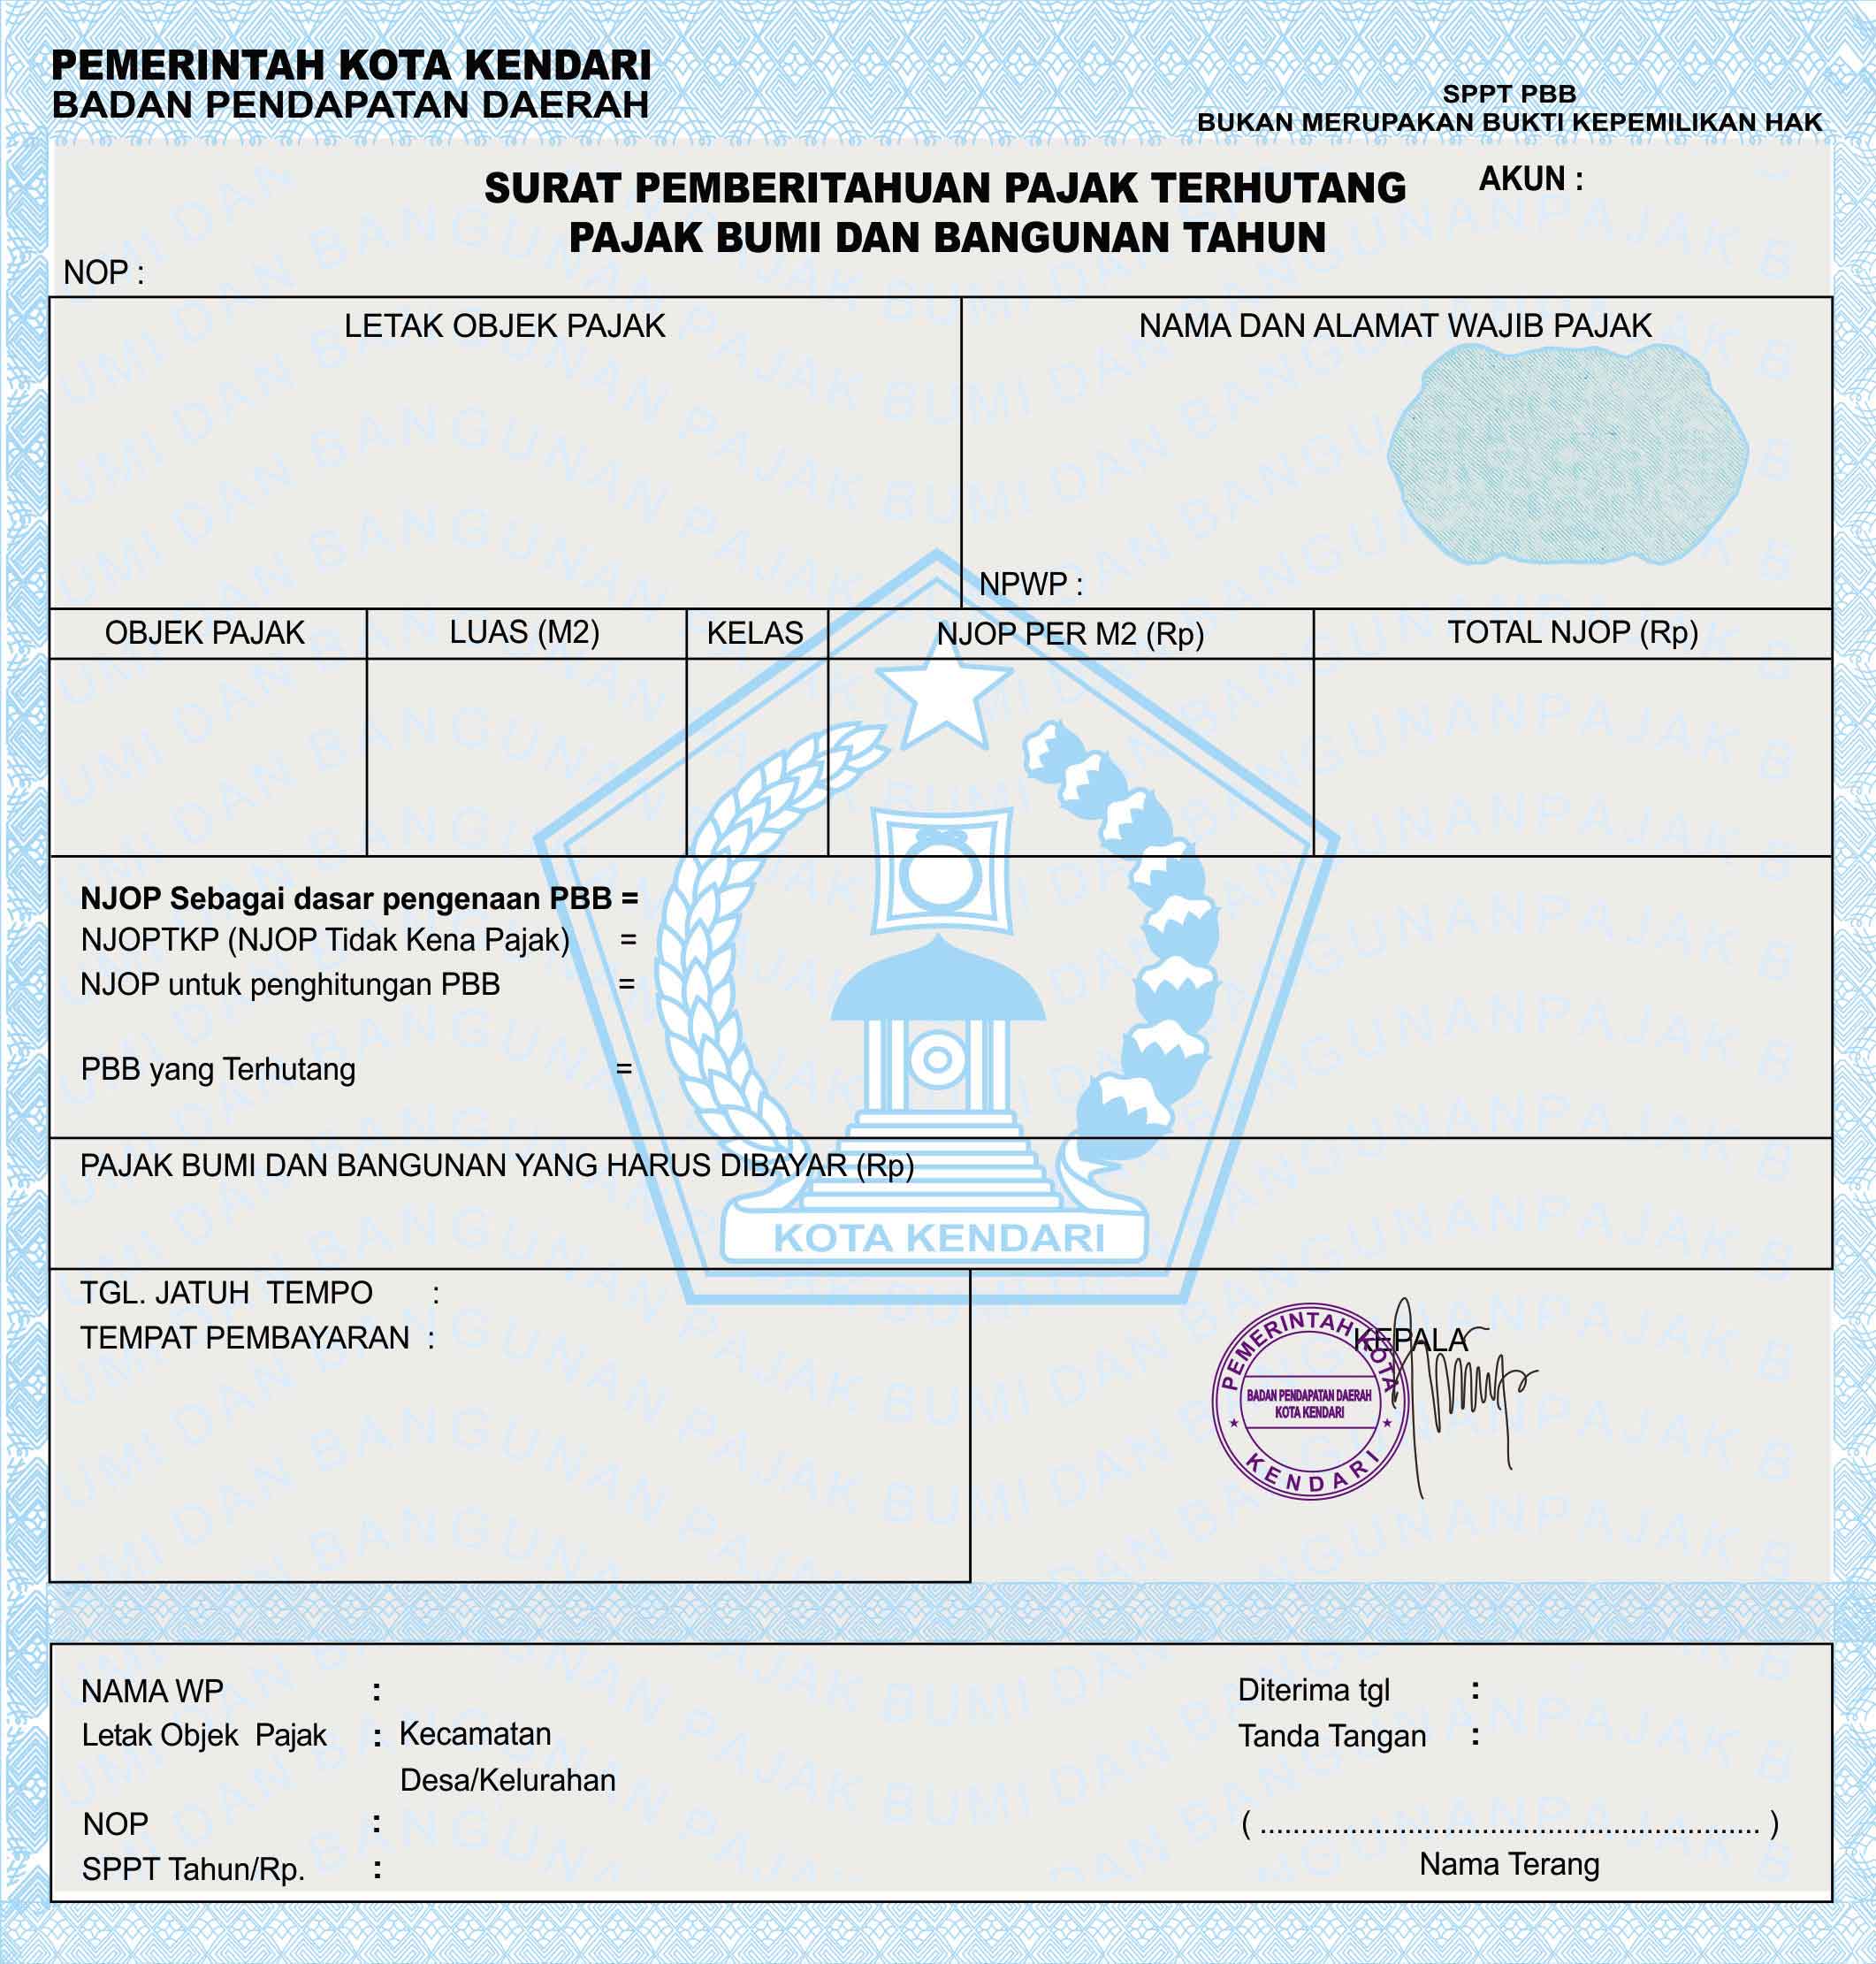 PEMERINTAH KOTA KENDARI
BADAN PENDAPATAN DAERAH
SPPT PBB
BUKAN MERUPAKAN BUKTI KEPEMILIKAN HAK
SURAT PEMBERITAHUAN PAJAK TERHUTANG
AKUN :
PAJAK BUMI DAN BANGUNAN TAHUN
NOP :
LETAK OBJEK PAJAK
NAMA DAN ALAMAT WAJIB PAJAK
NPWP :
OBJEK PAJAK LUAS (M2) KELAS NJOP PER M2 (Rp) TOTAL NJOP (Rp)
NJOP Sebagai dasar pengenaan PBB =
NJOPTKP (NJOP Tidak Kena Pajak) =
NJOP untuk penghitungan PBB =
PBB yang Terhutang =
PAJAK BUMI DAN BANGUNAN YANG HARUS DIBAYAR (Rp)
KOTA KENDARI
TGL. JATUH TEMPO :
TEMPAT PEMBAYARAN :
KEPALA
PEMERINTAH KOTA
BADAN PENDAPATAN DAERAH
KOTA KENDARI
KENDARI
NAMA WP :
Letak Objek Pajak : Kecamatan
Desa/Kelurahan
NOP :
SPPT Tahun/Rp. :
Diterima tgl :
Tanda Tangan :
( ............................................................ )
Nama Terang